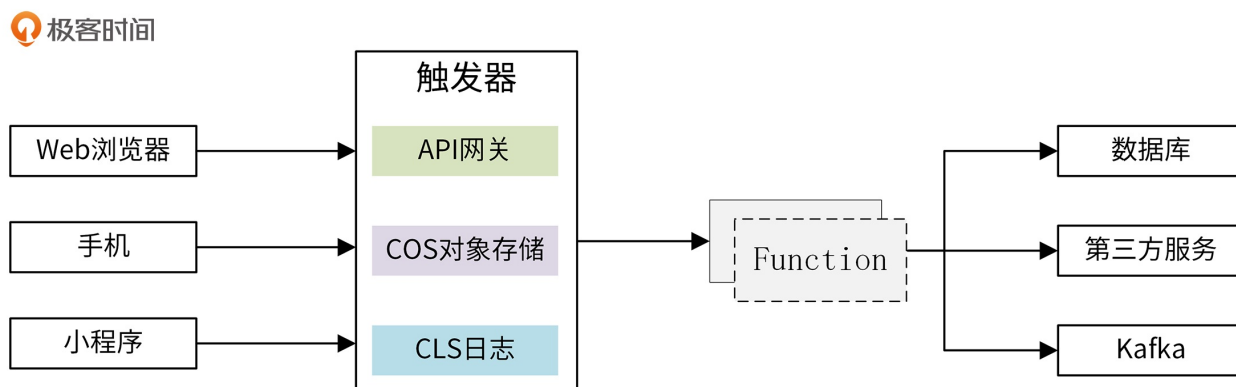 极客时间
触发器
Web浏览器
API网关
数据库
手机
COS对象存储
Function
第三方服务
小程序
CLS日志
Kafka